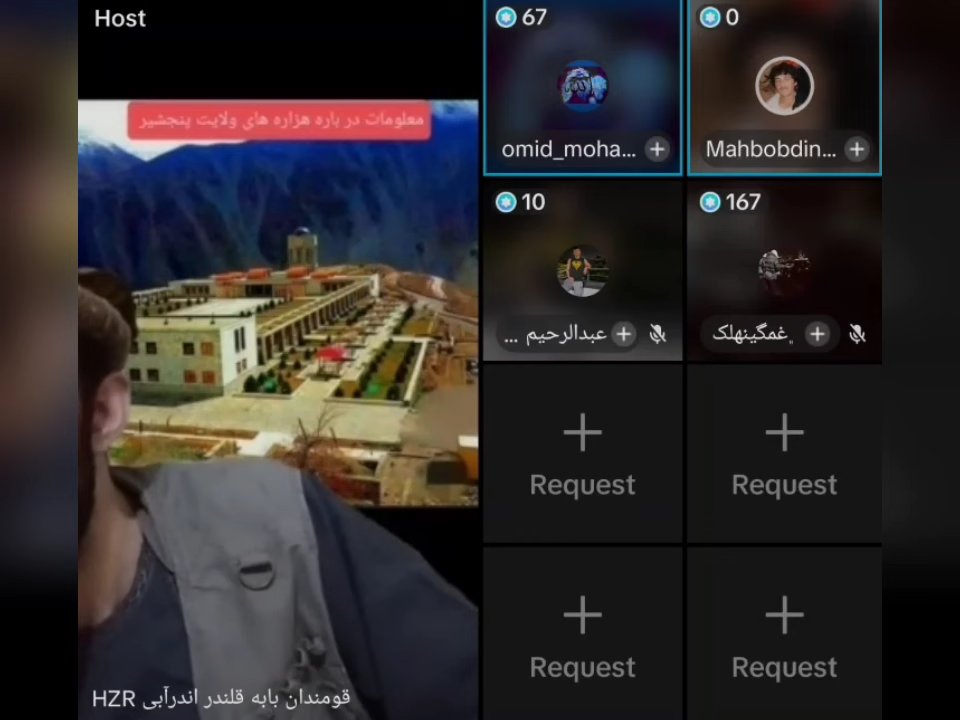 Host
معلومات در باره هزاره های ولایت پنجشیر
قومندان بابه قلندر اندرآبی HZR
67
omid_moha...
0
Mahbobdin...
10
عبدالرحیم ...
167
غمگینهلک
Request
Request
Request
Request